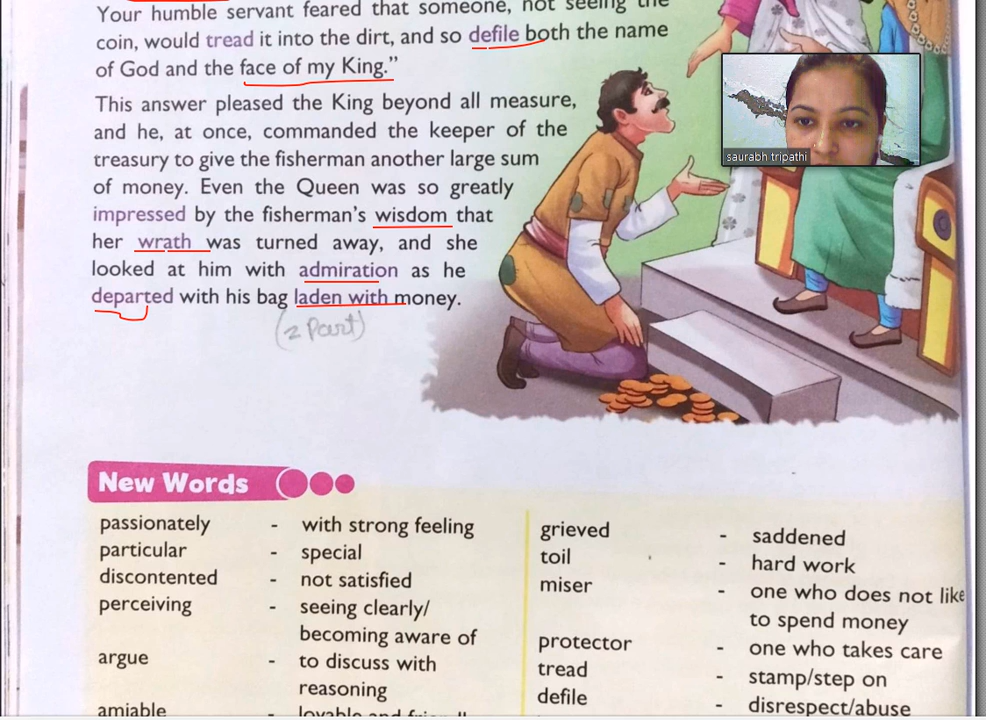 Your humble servant feared that someone, not seeing the
coin, would tread it into the dirt, and so defile both the name
of God and the face of my King.”
This answer pleased the King beyond all measure,
and he, at once, commanded the keeper of the
treasury to give the fisherman another large sum
of money. Even the Queen was so greatly
impressed by the fisherman’s wisdom that
her wrath was turned away, and she
looked at him with admiration as he
departed with his bag laden with money.
(2 Part)
saurabh tripathi
New Words
passionately - with strong feeling
particular - special
discontented - not satisfied
perceiving - seeing clearly/
becoming aware of
argue - to discuss with
reasoning
amiable - lovable and
grieved - saddened
toil - hard work
miser - one who does not like
to spend money
protector - one who takes care
tread - stamp/step on
defile - disrespect/abuse